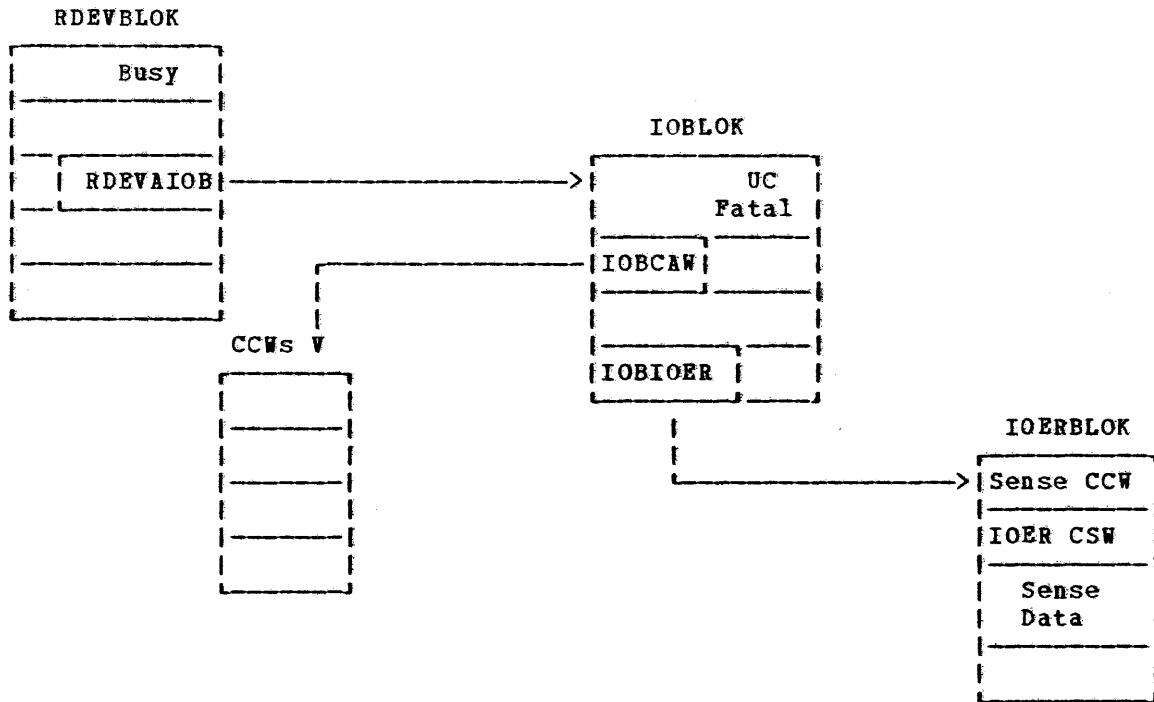 RDEVBLOK
Busy
RDEVAIOB
IOBLOK
UC
Fatal
IOBCAW
IOBIOER
CCWs V
IOERBLOK
Sense CCW
IOER CSW
Sense
Data